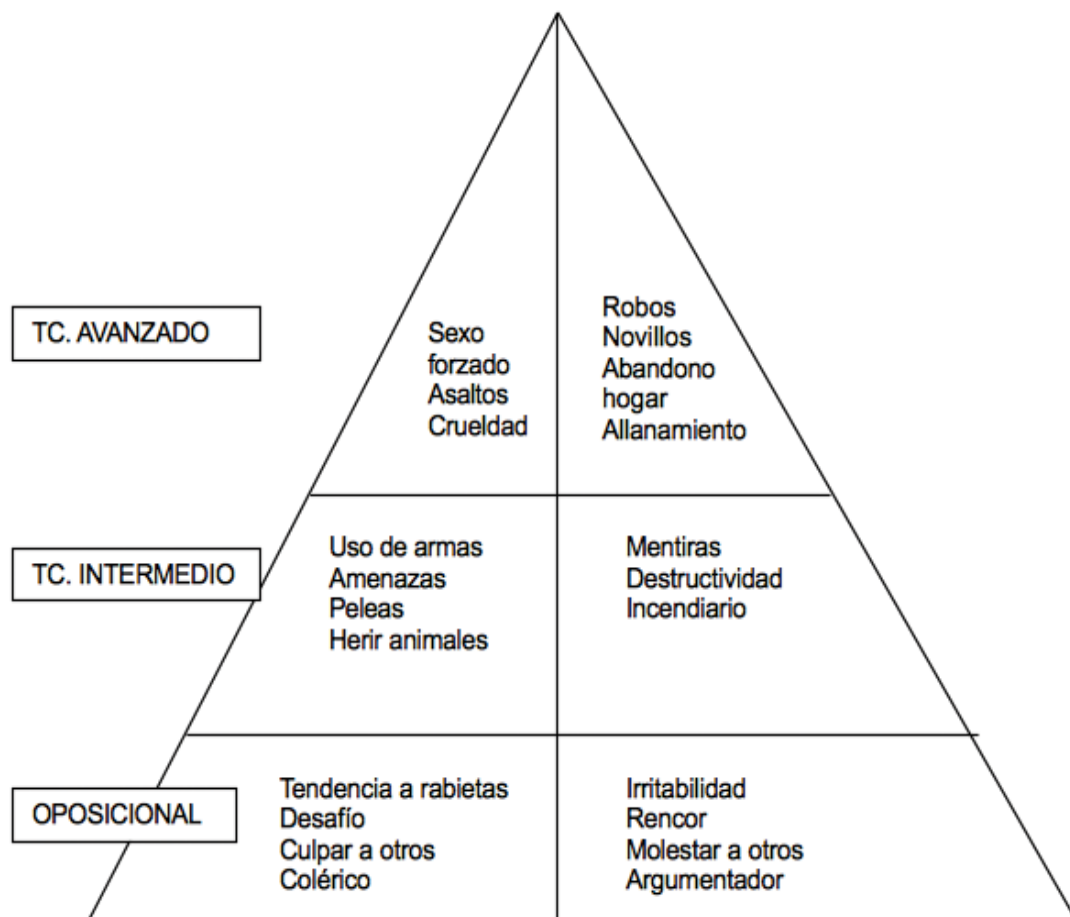 TC. AVANZADO
Sexo
forzado
Asaltos
Crueldad
Robos
Novillos
Abandono
hogar
Allanamiento
TC. INTERMEDIO
Uso de armas
Amenazas
Peleas
Herir animales
Mentiras
Destructividad
Incendiario
OPOSICIONAL
Tendencia a rabietas
Desafío
Culpar a otros
Colérico
Irritabilidad
Rencor
Molestar a otros
Argumentador